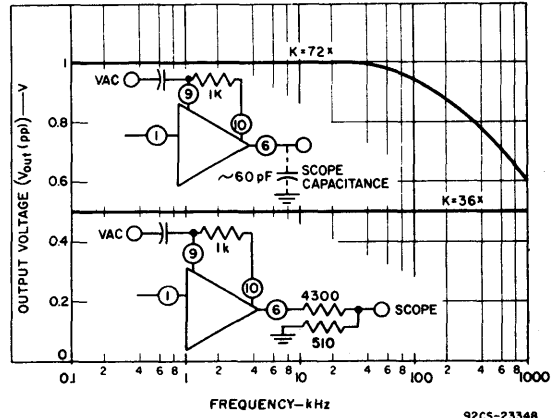 OUTPUT VOLTAGE (Vout (pp))—V
1
0.8
0.6
0.4
0.2
0
K=72x
VAC
1K
9
10
1
6
~60 pF
SCOPE
CAPACITANCE
K=36x
VAC
1k
9
10
1
6
4300
510
SCOPE
0.1 2 4 6 8 1 2 4 6 8 10 2 4 6 8 100 2 4 6 8 1000
FREQUENCY—kHz
92CS-23348